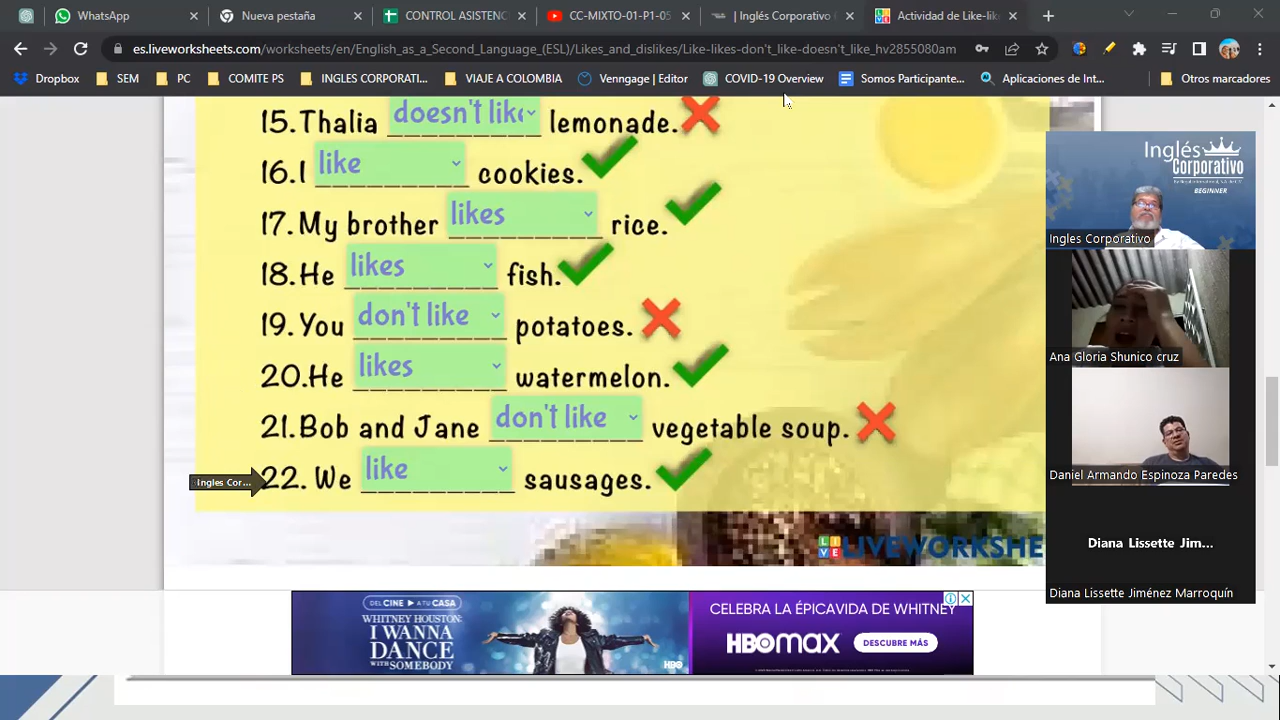 WhatsApp
Nueva pestaña
CONTROL ASISTENC
CC-MIXTO-01-P1-05
| Inglés Corporativo
Actividad de Like-lik
es.liveworksheets.com/worksheets/en/English_as_a_Second_Language_(ESL)/Likes_and_dislikes/Like-likes-don't_like-doesn't_like_hv2855080am
Dropbox
SEM
PC
COMITE PS
INGLES CORPORATI...
VIAJE A COLOMBIA
Venngage | Editor
COVID-19 Overview
Somos Participante...
Aplicaciones de Int...
Otros marcadores
15.Thalia doesn't like lemonade.
16.I like cookies.
17.My brother likes rice.
18.He likes fish.
19.You don't like potatoes.
20.He likes watermelon.
21.Bob and Jane don't like vegetable soup.
Ingles Cor...
22. We like sausages.
LIVEWORKSHE
Inglés
Corporativo
BEGINNER
Ingles Corporativo
Ana Gloria Shunico cruz
Daniel Armando Espinoza Paredes
Diana Lissette Jim...
Diana Lissette Jiménez Marroquín
DEL CINE A TU CASA
WHITNEY HOUSTON:
I WANNA
DANCE
WITH SOMEBODY
HBO
CELEBRA LA ÉPICA VIDA DE WHITNEY
HBOMAX
DESCUBRE MÁS